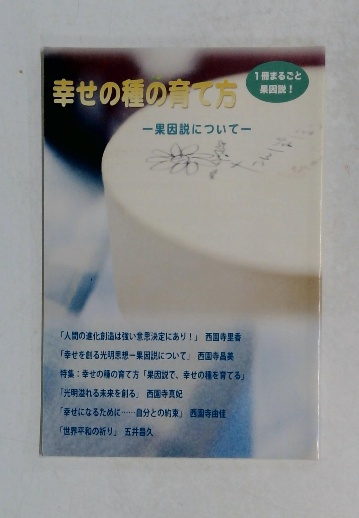 1冊まるごと
果因説！
幸せの種の育て方
ー果因説についてー
「人間の進化創造は強い意思決定にあり！」 西園寺里香
「幸せを創る光明思想ー果因説について」 西園寺昌美
特集：幸せの種の育て方「果因説で、幸せの種を育てる」
「光明溢れる未来を創る」 西園寺真妃
「幸せになるために……自分との約束」 西園寺由佳
「世界平和の祈り」 五井昌久